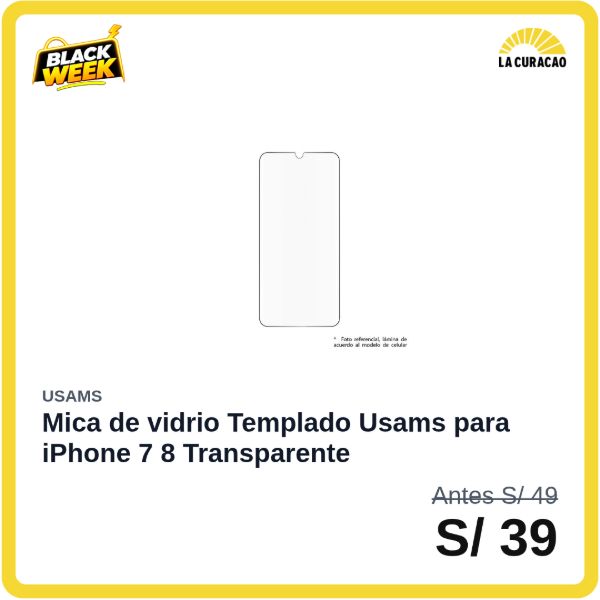 BLACK
WEEK
LA CURACAO
* Foto referencial, lámina de
acuerdo al modelo de celular
USAMS
Mica de vidrio Templado Usams para
iPhone 7 8 Transparente
Antes S/ 49
S/ 39